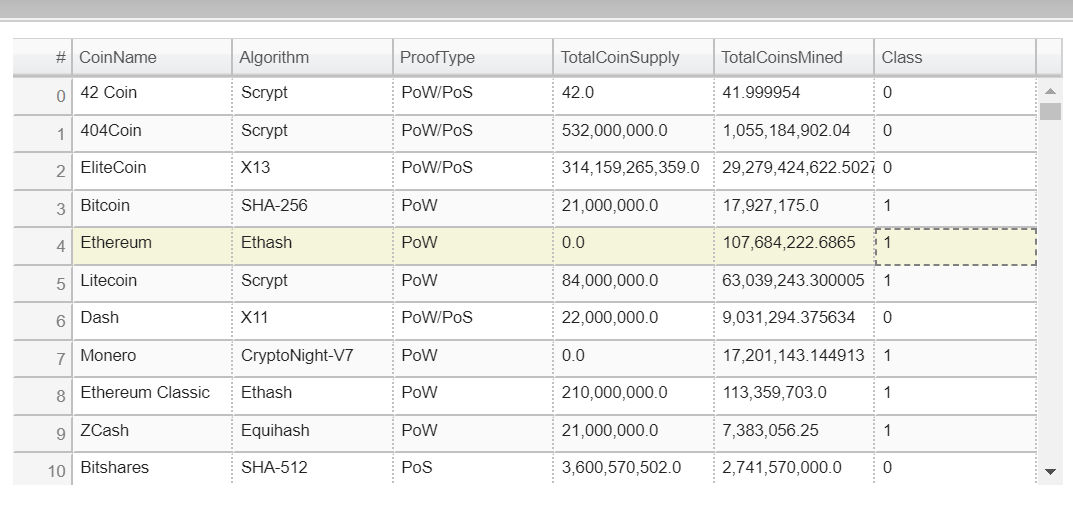 # CoinName Algorithm ProofType TotalCoinSupply TotalCoinsMined Class
0 42 Coin Scrypt PoW/PoS 42.0 41.999954 0
1 404Coin Scrypt PoW/PoS 532,000,000.0 1,055,184,902.04 0
2 EliteCoin X13 PoW/PoS 314,159,265,359.0 29,279,424,622.5027 0
3 Bitcoin SHA-256 PoW 21,000,000.0 17,927,175.0 1
4 Ethereum Ethash PoW 0.0 107,684,222.6865 1
5 Litecoin Scrypt PoW 84,000,000.0 63,039,243.300005 1
6 Dash X11 PoW/PoS 22,000,000.0 9,031,294.375634 0
7 Monero CryptoNight-V7 PoW 0.0 17,201,143.144913 1
8 Ethereum Classic Ethash PoW 210,000,000.0 113,359,703.0 1
9 ZCash Equihash PoW 21,000,000.0 7,383,056.25 1
10 Bitshares SHA-512 PoS 3,600,570,502.0 2,741,570,000.0 0